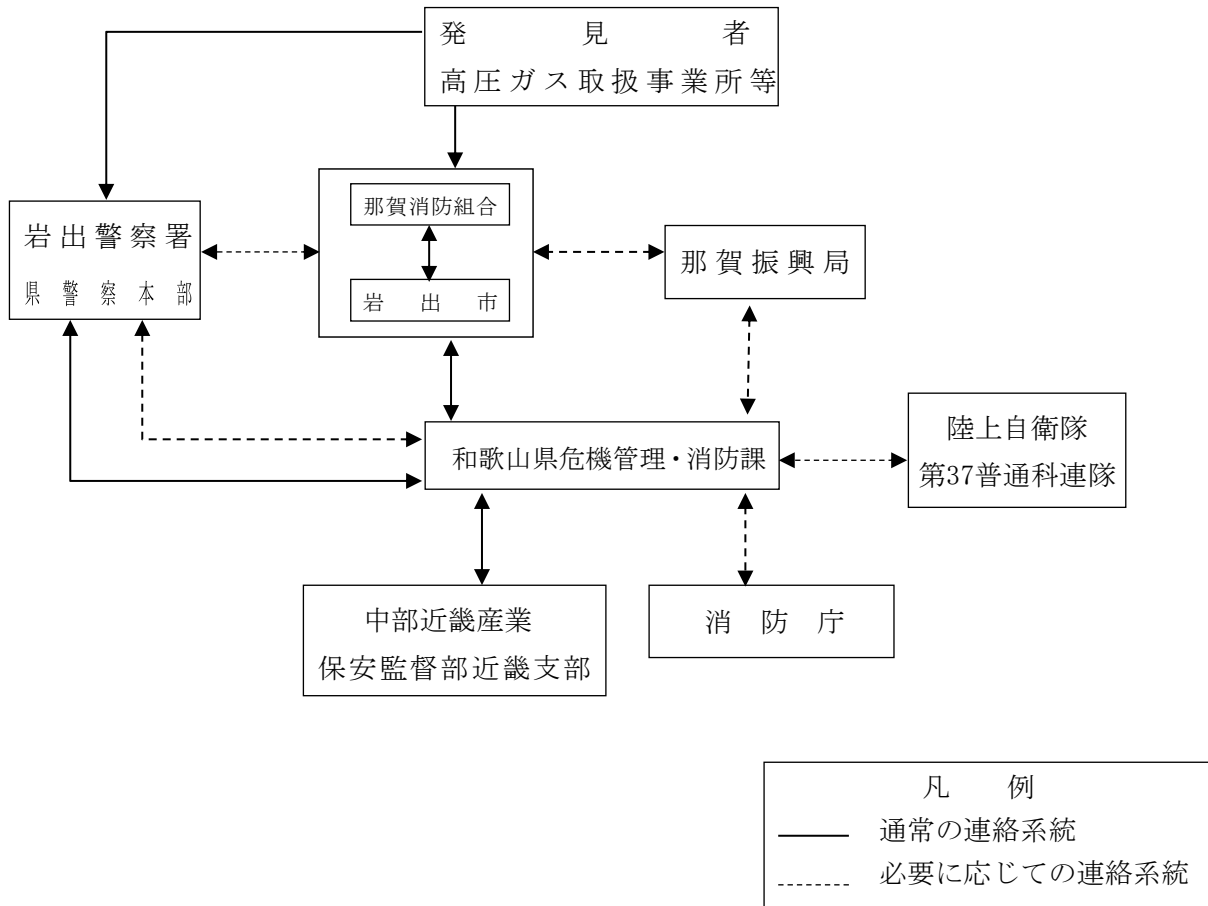 発見者
高圧ガス取扱事業所等
那賀消防組合
岩出市
岩出警察署
県警察本部
那賀振興局
和歌山県危機管理・消防課
陸上自衛隊
第37普通科連隊
中部近畿産業
保安監督部近畿支部
消防庁
凡例
通常の連絡系統
必要に応じての連絡系統